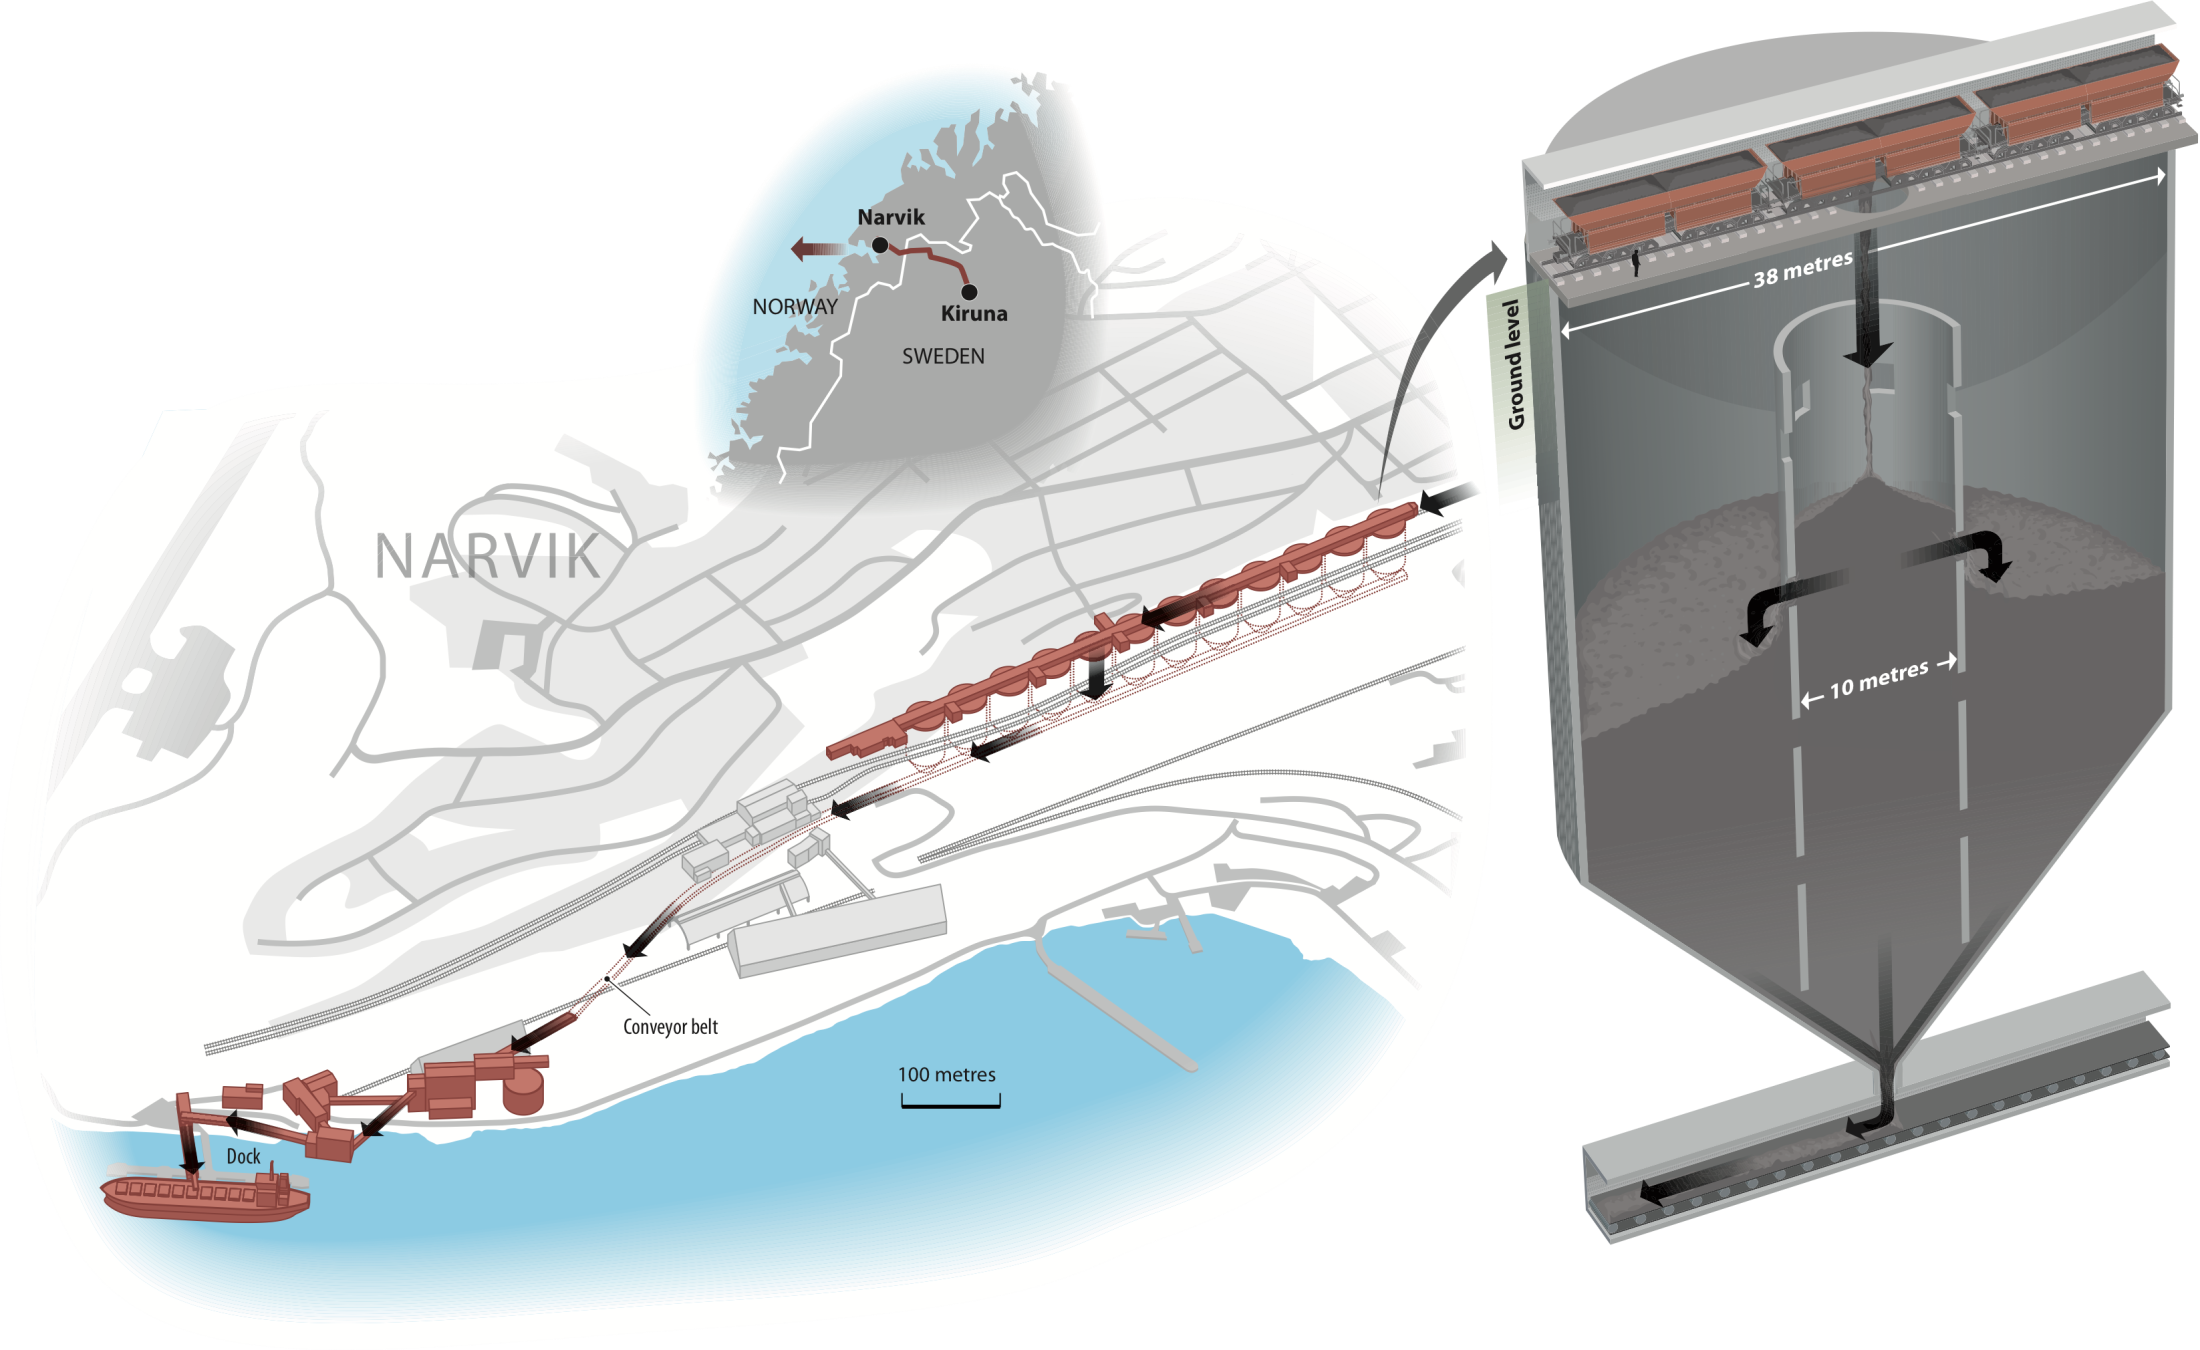 Narvik
NORWAY
Kiruna
SWEDEN
NARVIK
Conveyor belt
100 metres
Dock
38 metres
Ground level
10 metres